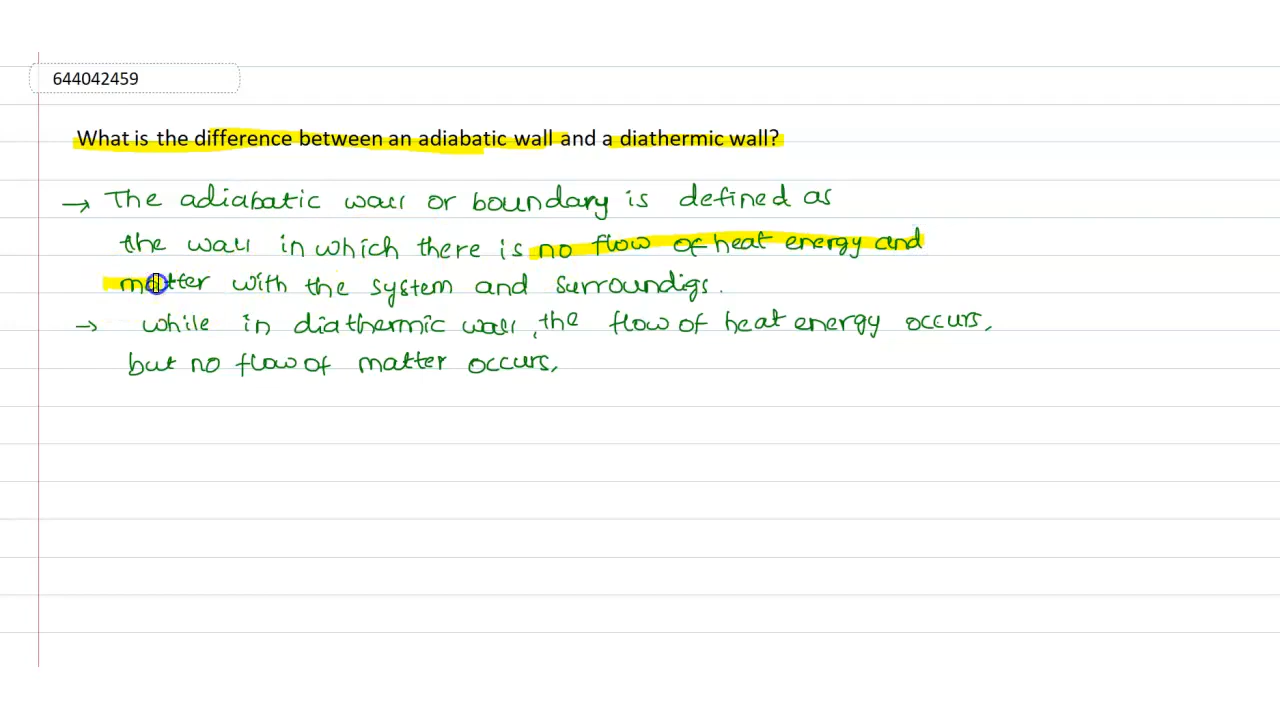 644042459
What is the difference between an adiabatic wall and a diathermic wall?
→ The adiabatic wall or boundary is defined as
the wall in which there is no flow of heat energy and
matter with the system and surroundigs.
→ while in diathermic wall, the flow of heat energy occurs,
but no flow of matter occurs,